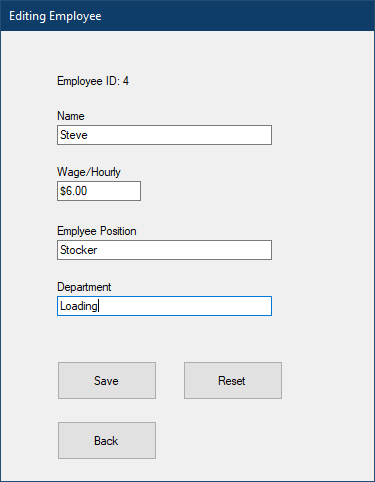 Editing Employee
Employee ID: 4
Name
Steve
Wage/Hourly
$6.00
Emplyee Position
Stocker
Department
Loading
Save
Reset
Back